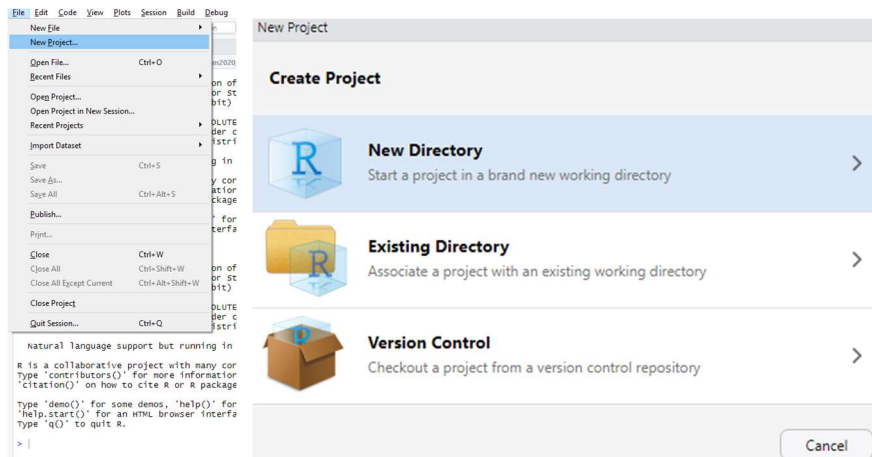 File Edit Code View Plots Session Build Debug
New File
New Project...
Open File... Ctrl+O
Recent Files
Open Project...
Open Project in New Session...
Recent Projects
Import Dataset
Save Ctrl+S
Save As...
Save All Ctrl+Alt+S
Publish...
Print...
Close Ctrl+W
Close All Ctrl+Shift+W
Close All Except Current Ctrl+Alt+Shift+W
Close Project
Quit Session... Ctrl+Q
Natural language support but running in
R is a collaborative project with many con
Type 'contributors()' for more information
'citation()' on how to cite R or R package
Type 'demo()' for some demos, 'help()' for
'help.start()' for an HTML browser interfa
Type 'q()' to quit R.
>
New Project
Create Project
R
New Directory
Start a project in a brand new working directory
R
Existing Directory
Associate a project with an existing working directory
Version Control
Checkout a project from a version control repository
Cancel